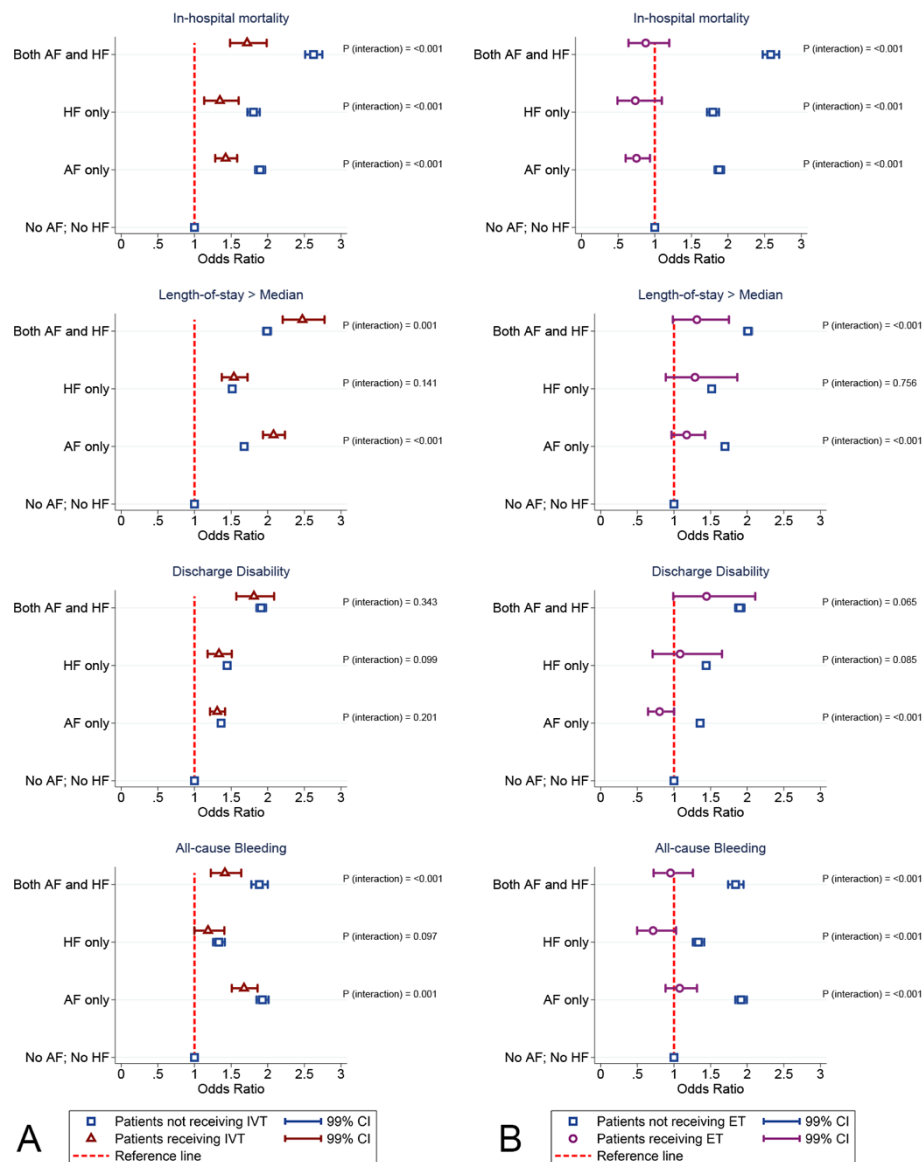 In-hospital mortality
Both AF and HF
P (interaction) = <0.001
HF only
P (interaction) = <0.001
AF only
P (interaction) = <0.001
No AF; No HF
0 .5 1 1.5 2 2.5 3
Odds Ratio
Length-of-stay > Median
Both AF and HF
P (interaction) = 0.001
HF only
P (interaction) = 0.141
AF only
P (interaction) = <0.001
No AF; No HF
0 .5 1 1.5 2 2.5 3
Odds Ratio
Discharge Disability
Both AF and HF
P (interaction) = 0.343
HF only
P (interaction) = 0.099
AF only
P (interaction) = 0.201
No AF; No HF
0 .5 1 1.5 2 2.5 3
Odds Ratio
All-cause Bleeding
Both AF and HF
P (interaction) = <0.001
HF only
P (interaction) = 0.097
AF only
P (interaction) = 0.001
No AF; No HF
0 .5 1 1.5 2 2.5 3
Odds Ratio
A
Patients not receiving IVT 99% CI
Patients receiving IVT 99% CI
Reference line
In-hospital mortality
Both AF and HF
P (interaction) = <0.001
HF only
P (interaction) = <0.001
AF only
P (interaction) = <0.001
No AF; No HF
0 .5 1 1.5 2 2.5 3
Odds Ratio
Length-of-stay > Median
Both AF and HF
P (interaction) = <0.001
HF only
P (interaction) = 0.756
AF only
P (interaction) = <0.001
No AF; No HF
0 .5 1 1.5 2 2.5 3
Odds Ratio
Discharge Disability
Both AF and HF
P (interaction) = 0.065
HF only
P (interaction) = 0.085
AF only
P (interaction) = <0.001
No AF; No HF
0 .5 1 1.5 2 2.5 3
Odds Ratio
All-cause Bleeding
Both AF and HF
P (interaction) = <0.001
HF only
P (interaction) = <0.001
AF only
P (interaction) = <0.001
No AF; No HF
0 .5 1 1.5 2 2.5 3
Odds Ratio
B
Patients not receiving ET 99% CI
Patients receiving ET 99% CI
Reference line